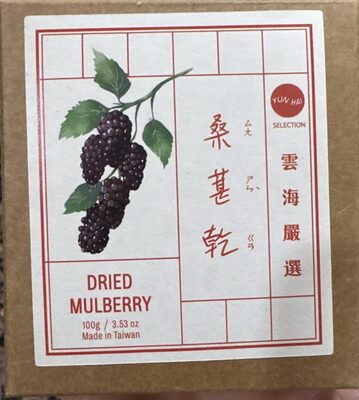 YUN HAI
SELECTION
雲海嚴選
桑葚乾
ㄙㄤ
ㄕㄣˋ
ㄍㄢ
DRIED
MULBERRY
100g / 3.53 oz
Made in Taiwan